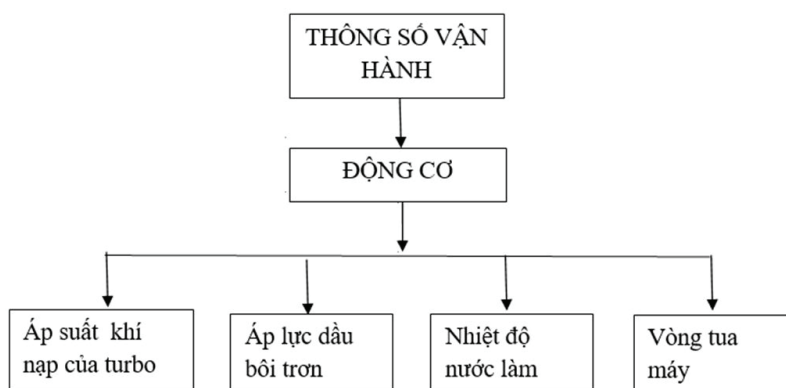 THÔNG SỐ VẬN
HÀNH
ĐỘNG CƠ
Áp suất khí
nạp của turbo
Áp lực dầu
bôi trơn
Nhiệt độ
nước làm
Vòng tua
máy